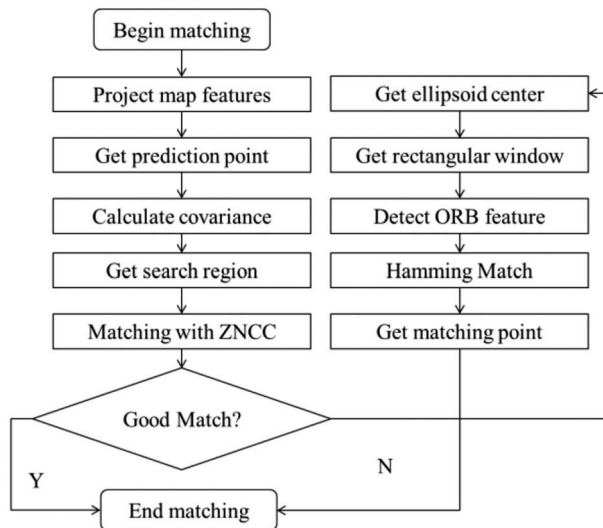 Begin matching
Project map features
Get prediction point
Calculate covariance
Get search region
Matching with ZNCC
Good Match?
Y
N
End matching
Get ellipsoid center
Get rectangular window
Detect ORB feature
Hamming Match
Get matching point